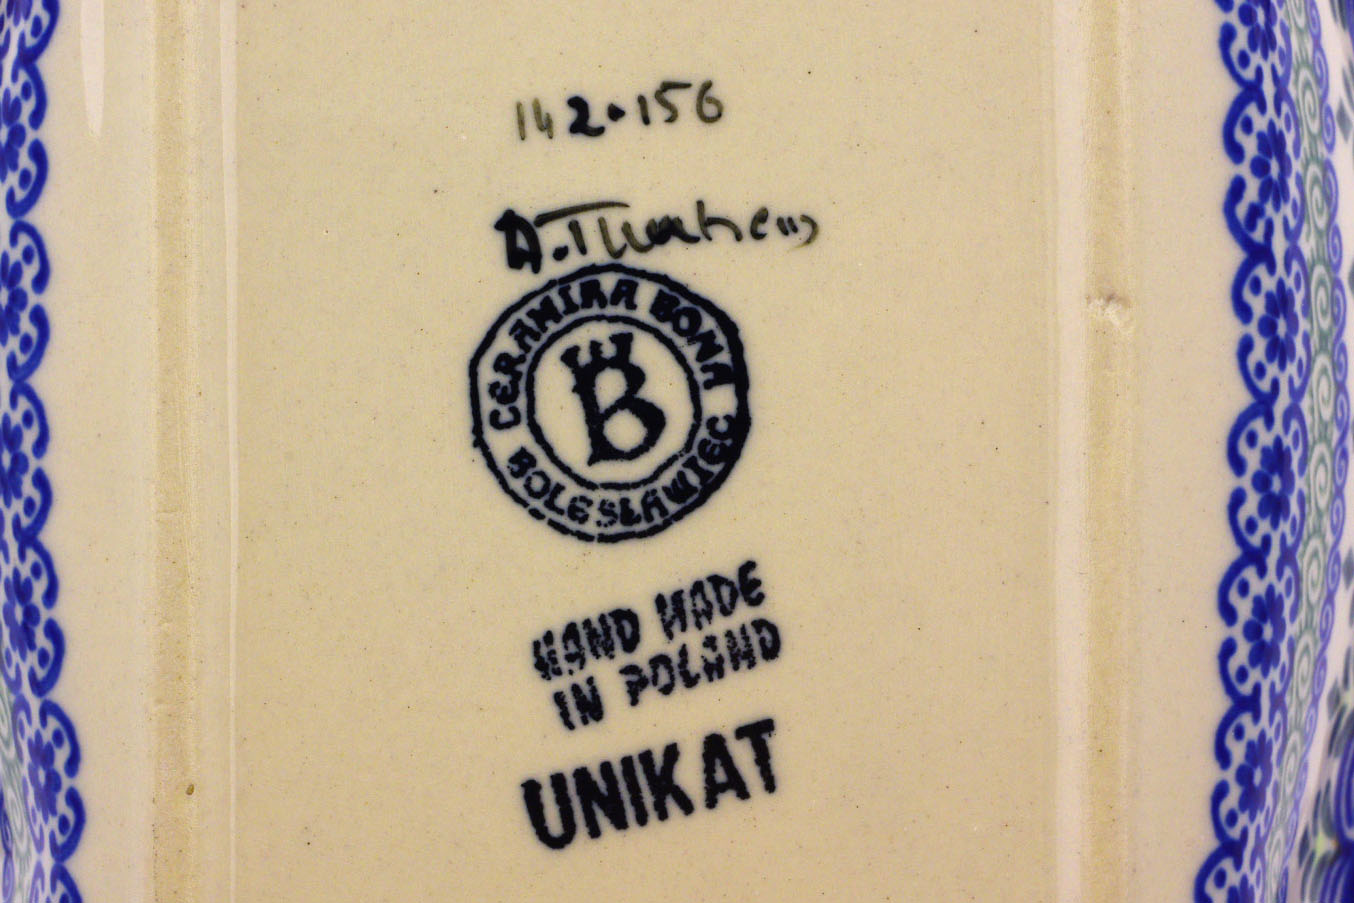 142·156
CERAMIKA BONA
B
BOLESŁAWIEC
HAND MADE
IN POLAND
UNIKAT